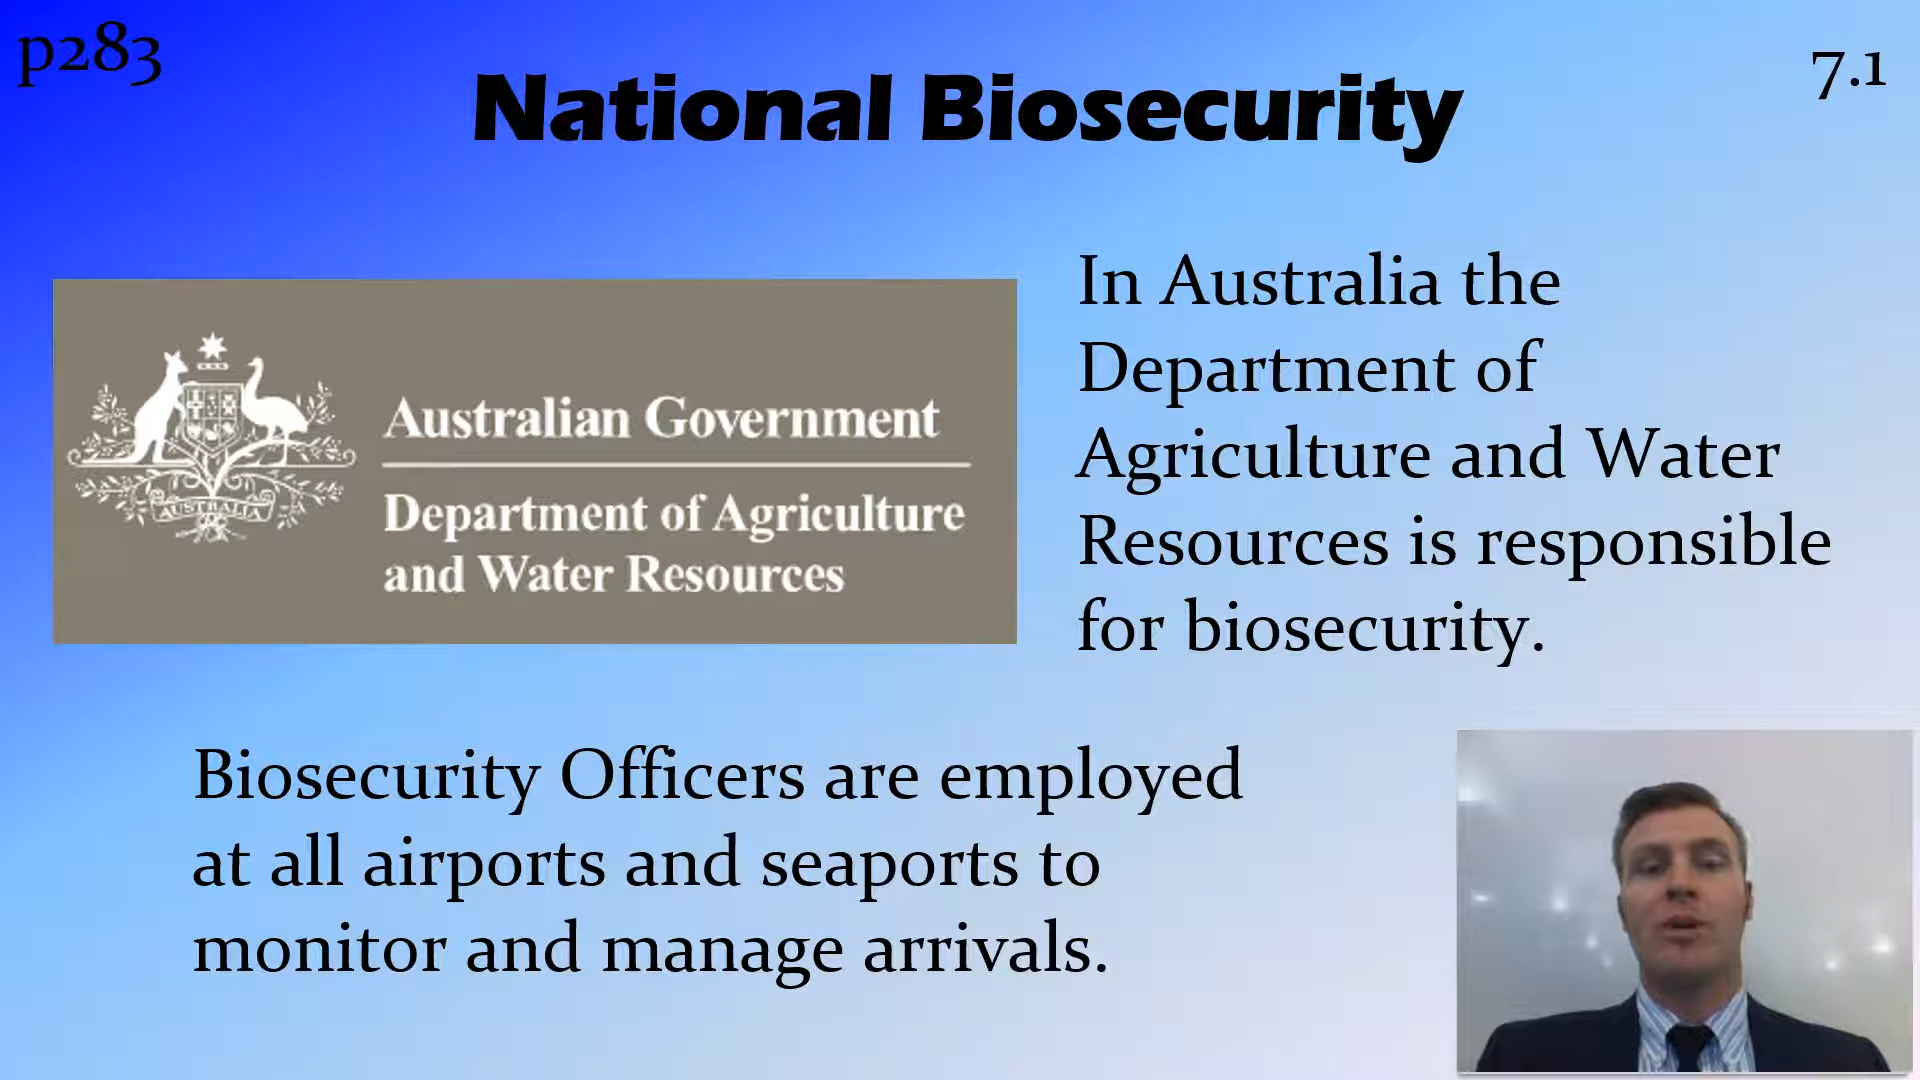 p283
7.1
National Biosecurity
AUSTRALIA
Australian Government
Department of Agriculture
and Water Resources
In Australia the
Department of
Agriculture and Water
Resources is responsible
for biosecurity.
Biosecurity Officers are employed
at all airports and seaports to
monitor and manage arrivals.